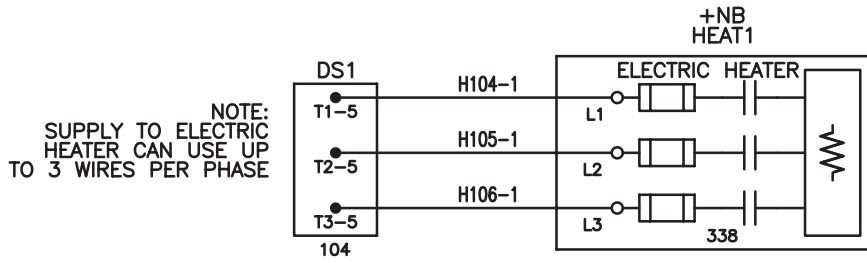 +NB
HEAT1
DS1
ELECTRIC HEATER
NOTE:
SUPPLY TO ELECTRIC
HEATER CAN USE UP
TO 3 WIRES PER PHASE
T1-5
H104-1
L1
T2-5
H105-1
L2
T3-5
H106-1
L3
338
104